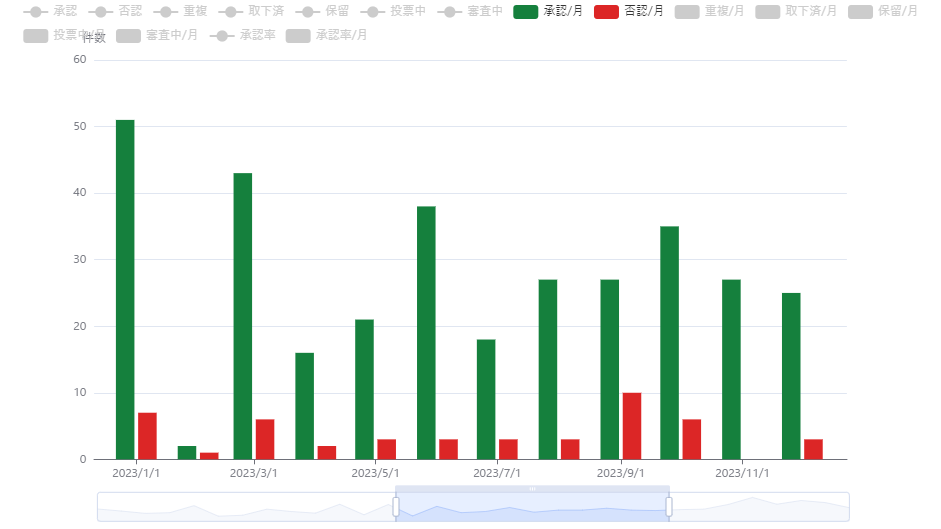 承認 否認 重複 取下済 保留 投票中 審査中 承認/月 否認/月 重複/月 取下済/月 保留/月
投票中/月 審査中/月 承認率 承認率/月
件数
60
50
40
30
20
10
0
2023/1/1 2023/3/1 2023/5/1 2023/7/1 2023/9/1 2023/11/1